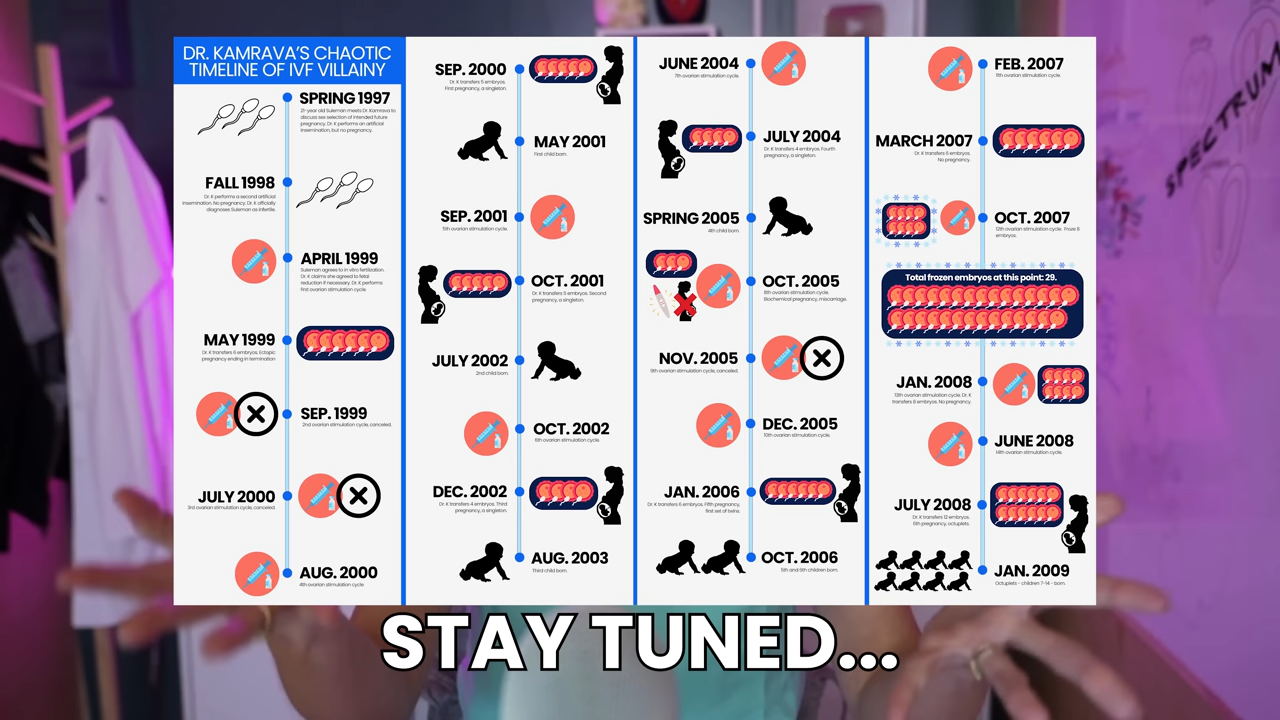 DR. KAMRAVA'S CHAOTIC
TIMELINE OF IVF VILLAINY
SPRING 1997
21-year old Suleman meets Dr. Kamrava to
discuss sex selection of intended future
pregnancy. Dr. K performs an artificial
insemination, but no pregnancy.
FALL 1998
Dr. K performs a second artificial
insemination. No pregnancy. Dr. K officially
diagnoses Suleman as infertile.
APRIL 1999
Suleman agrees to in vitro fertilization.
Dr. K claims she agreed to fetal
reduction if necessary. Dr. K performs
first ovarian stimulation cycle.
MAY 1999
Dr. K transfers 6 embryos. Ectopic
pregnancy ending in termination
SEP. 1999
2nd ovarian stimulation cycle, canceled.
JULY 2000
3rd ovarian stimulation cycle, canceled.
AUG. 2000
4th ovarian stimulation cycle
SEP. 2000
Dr. K transfers 5 embryos.
First pregnancy, a singleton.
MAY 2001
First child born.
SEP. 2001
5th ovarian stimulation cycle.
OCT. 2001
Dr. K transfers 5 embryos. Second
pregnancy, a singleton.
JULY 2002
2nd child born.
OCT. 2002
6th ovarian stimulation cycle.
DEC. 2002
Dr. K transfers 4 embryos. Third
pregnancy, a singleton.
AUG. 2003
Third child born.
JUNE 2004
7th ovarian stimulation cycle.
JULY 2004
Dr. K transfers 4 embryos. Fourth
pregnancy, a singleton.
SPRING 2005
4th child born.
OCT. 2005
8th ovarian stimulation cycle.
Biochemical pregnancy, miscarriage.
NOV. 2005
9th ovarian stimulation cycle, canceled.
DEC. 2005
10th ovarian stimulation cycle.
JAN. 2006
Dr. K transfers 6 embryos. Fifth pregnancy,
first set of twins.
OCT. 2006
5th and 6th children born.
FEB. 2007
11th ovarian stimulation cycle.
MARCH 2007
Dr. K transfers 6 embryos.
No pregnancy.
OCT. 2007
12th ovarian stimulation cycle. Froze 8
embryos.
Total frozen embryos at this point: 29.
JAN. 2008
13th ovarian stimulation cycle. Dr. K
transfers 8 embryos. No pregnancy.
JUNE 2008
14th ovarian stimulation cycle.
JULY 2008
Dr. K transfers 12 embryos.
6th pregnancy, octuplets.
JAN. 2009
Octuplets - children 7-14 - born.
SPECTRUM
STAY TUNED...